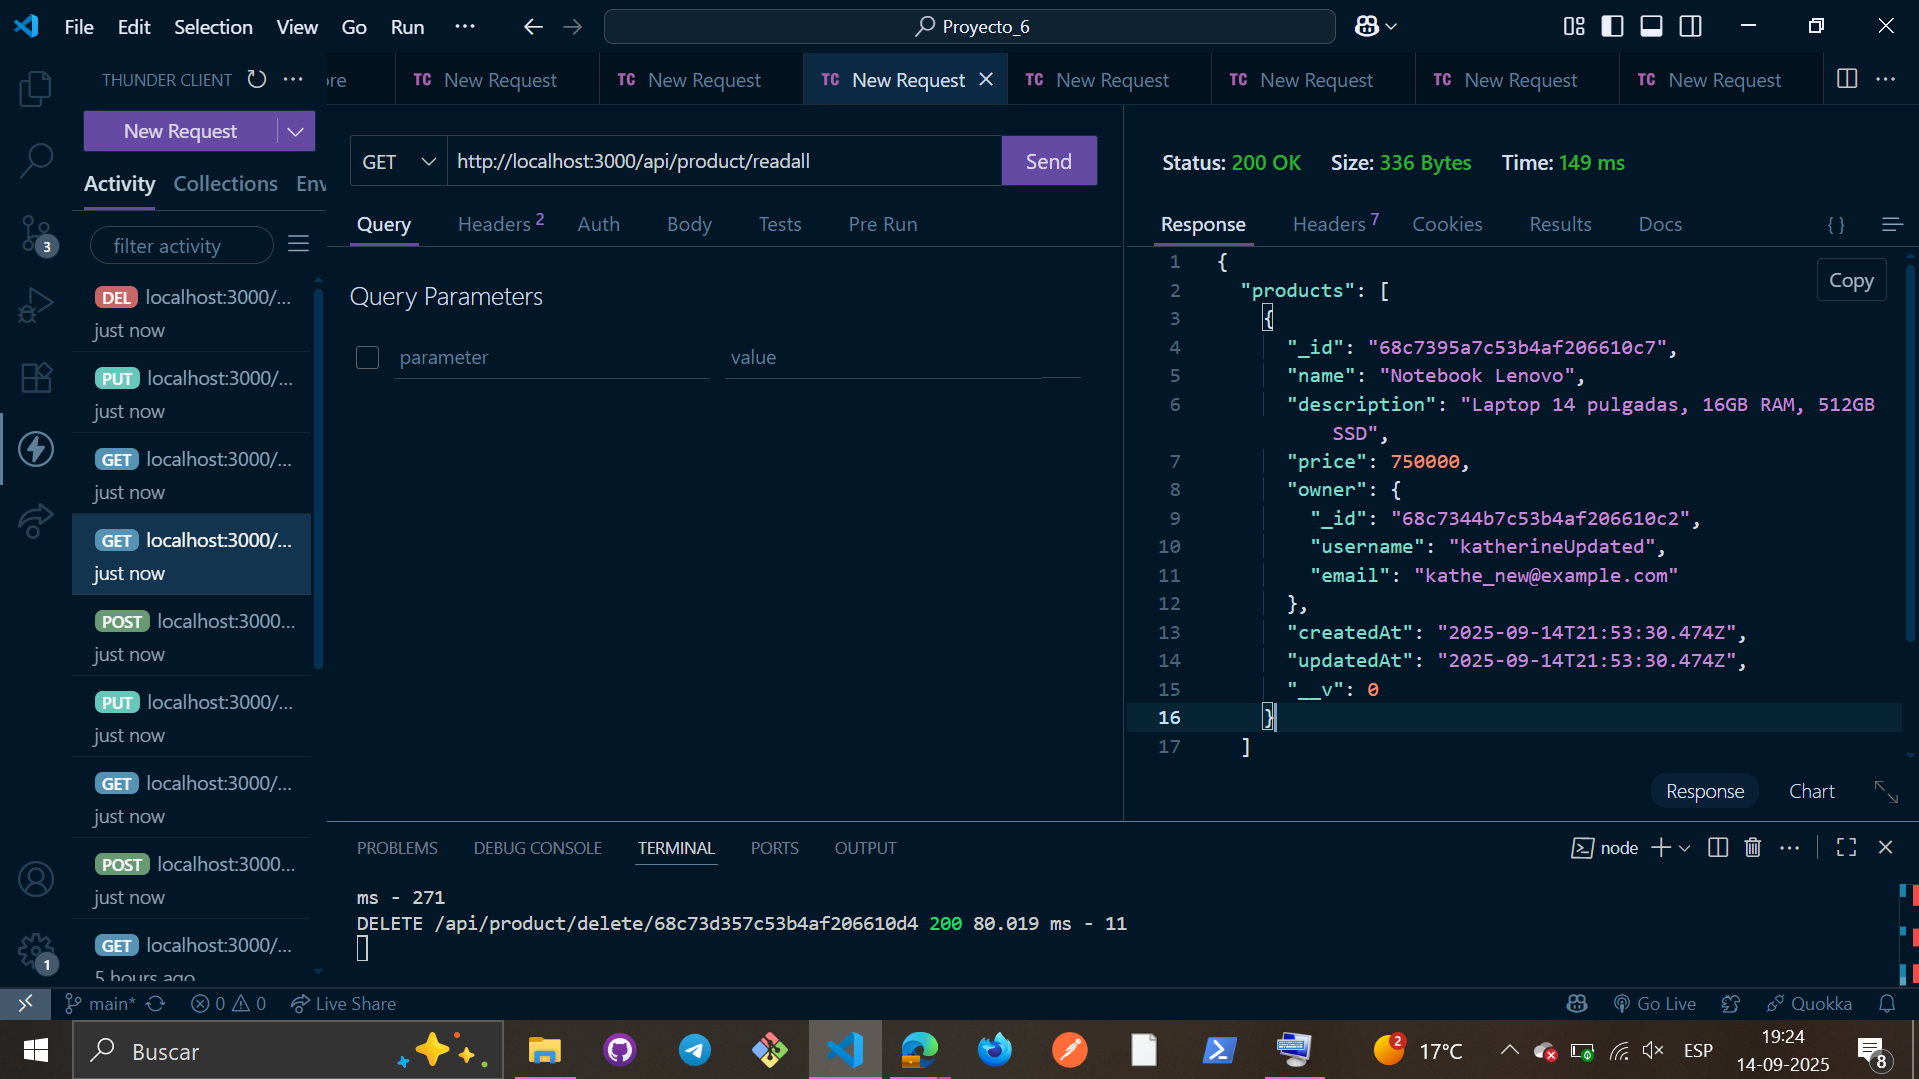 File Edit Selection View Go Run ···
Proyecto_6
THUNDER CLIENT ···
New Request
Activity Collections Env
filter activity
DEL localhost:3000/...
just now
PUT localhost:3000/...
just now
GET localhost:3000/...
just now
GET localhost:3000/...
just now
POST localhost:3000...
just now
PUT localhost:3000/...
just now
GET localhost:3000/...
just now
POST localhost:3000...
just now
GET localhost:3000/...
5 hours ago
3
1
re
TC New Request
TC New Request
TC New Request
TC New Request
TC New Request
TC New Request
TC New Request
GET http://localhost:3000/api/product/readall Send
Query Headers 2 Auth Body Tests Pre Run
Query Parameters
parameter value
Status: 200 OK Size: 336 Bytes Time: 149 ms
Response Headers 7 Cookies Results Docs { }
Copy
1 {
2 "products": [
3 {
4 "_id": "68c7395a7c53b4af206610c7",
5 "name": "Notebook Lenovo",
6 "description": "Laptop 14 pulgadas, 16GB RAM, 512GB
SSD",
7 "price": 750000,
8 "owner": {
9 "_id": "68c7344b7c53b4af206610c2",
10 "username": "katherineUpdated",
11 "email": "kathe_new@example.com"
12 },
13 "createdAt": "2025-09-14T21:53:30.474Z",
14 "updatedAt": "2025-09-14T21:53:30.474Z",
15 "__v": 0
16 }
17 ]
Response Chart
PROBLEMS DEBUG CONSOLE TERMINAL PORTS OUTPUT
node
ms - 271
DELETE /api/product/delete/68c73d357c53b4af206610d4 200 80.019 ms - 11
main* 0 0 Live Share
Go Live Quokka
Buscar
2 17°C ESP
19:24
14-09-2025
8